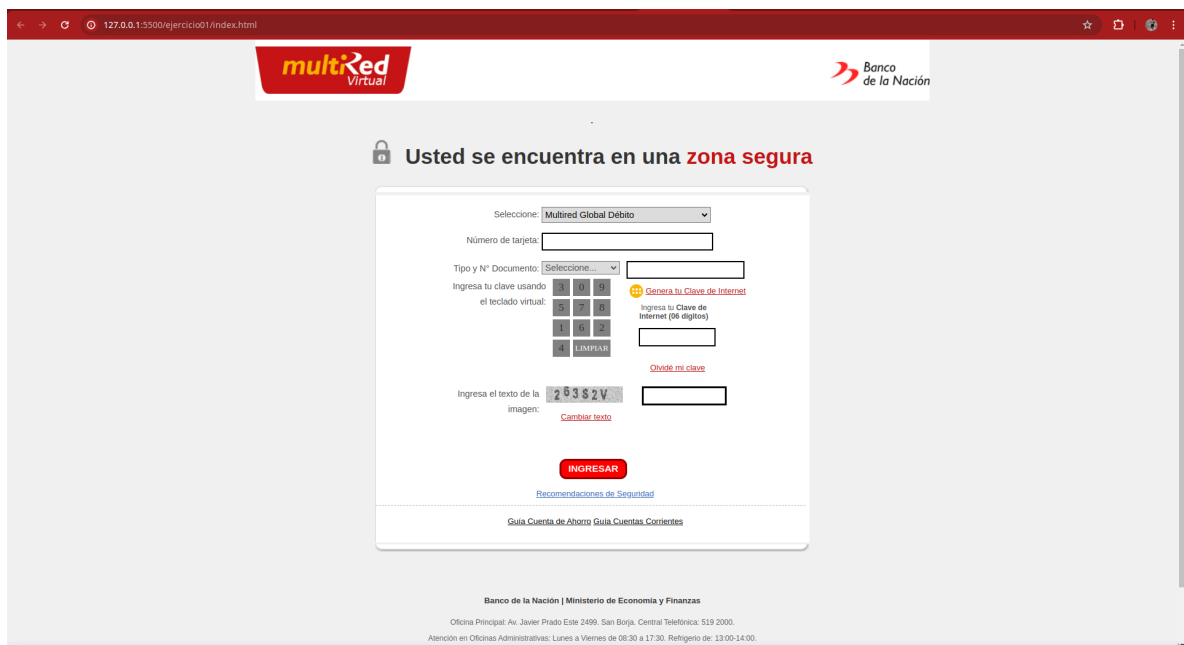 127.0.0.1:5500/ejercicio01/index.html
multiRed
Virtual
Banco
de la Nación
.
Usted se encuentra en una zona segura
Seleccione: Multired Global Débito
Número de tarjeta:
Tipo y N° Documento: Seleccione...
Ingresa tu clave usando
el teclado virtual:
3 0 9
5 7 8
1 6 2
4 LIMPIAR
Genera tu Clave de Internet
Ingresa tu Clave de
Internet (06 digitos)
Olvidé mi clave
Ingresa el texto de la
imagen:
263S2V
Cambiar texto
INGRESAR
Recomendaciones de Seguridad
Guia Cuenta de Ahorro Guia Cuentas Corrientes
Banco de la Nación | Ministerio de Economía y Finanzas
Oficina Principal: Av. Javier Prado Este 2499. San Borja. Central Telefónica: 519 2000.
Atención en Oficinas Administrativas: Lunes a Viernes de 08:30 a 17:30. Refrigerio de: 13:00-14:00.